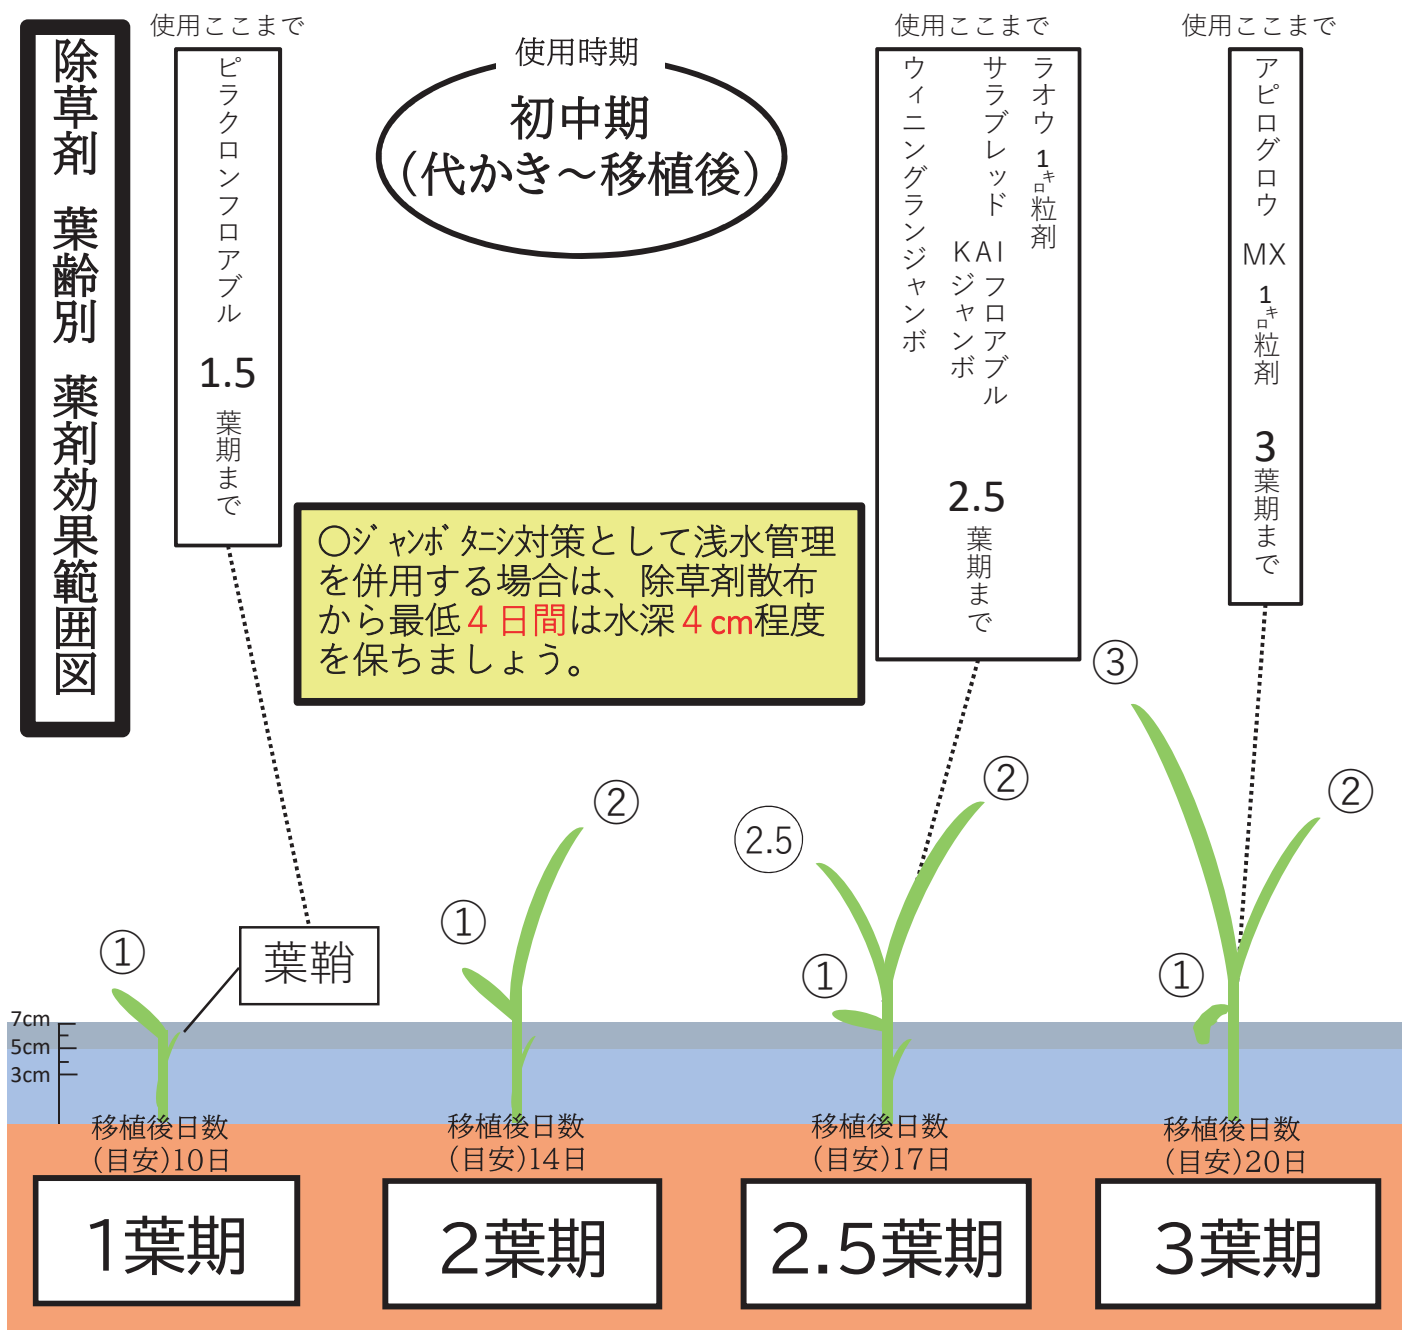 除草剤 葉齢別 薬剤効果範囲図
使用ここまで
ピラクロンフロアブル 1.5 葉期まで
使用時期
初中期
（代かき～移植後）
使用ここまで
ラオウ 1キロ粒剤
サラブレッド KAI フロアブル
ジャンボ
ウィニングランジャンボ
2.5 葉期まで
使用ここまで
アピログロウ MX 1キロ粒剤 3 葉期まで
○ｼﾞｬﾝﾎﾞﾀﾆｼ対策として浅水管理
を併用する場合は、除草剤散布
から最低４日間は水深４cm程度
を保ちましょう。
①
葉鞘
①
②
①
2.5
②
①
③
②
7cm
5cm
3cm
移植後日数
(目安)10日
1葉期
移植後日数
(目安)14日
2葉期
移植後日数
(目安)17日
2.5葉期
移植後日数
(目安)20日
3葉期